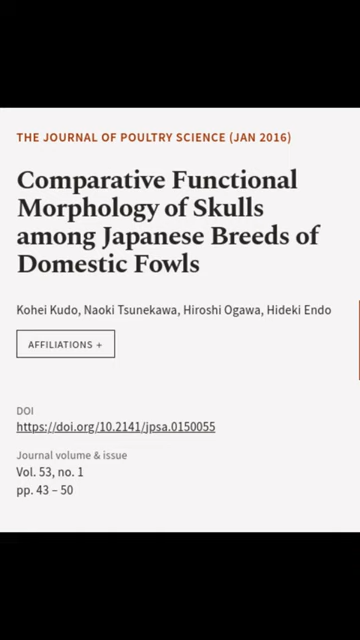 THE JOURNAL OF POULTRY SCIENCE (JAN 2016)
Comparative Functional
Morphology of Skulls
among Japanese Breeds of
Domestic Fowls
Kohei Kudo, Naoki Tsunekawa, Hiroshi Ogawa, Hideki Endo
AFFILIATIONS +
DOI
https://doi.org/10.2141/jpsa.0150055
Journal volume & issue
Vol. 53, no. 1
pp. 43 – 50